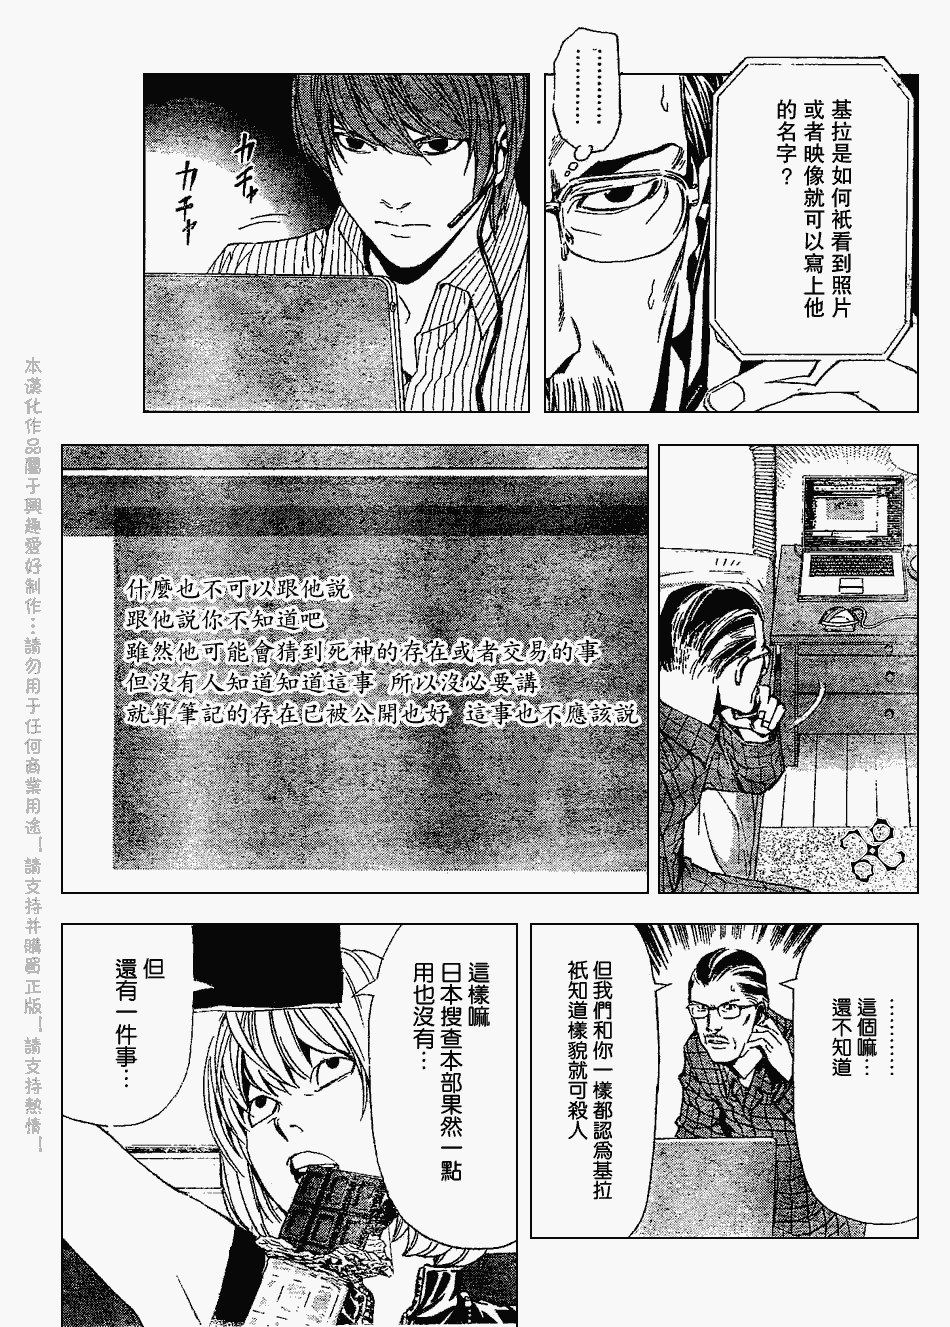 基拉是如何衹看到照片
或者映像就可以寫上他
的名字？
…………
カチャ
カチャ
什麼也不可以跟他説
跟他説你不知道吧
雖然他可能會猜到死神的存在或者交易的事
但沒有人知道知道這事 所以沒必要講
就算筆記的存在已被公開也好 這事也不應該説
…………
這個嘛…
還不知道
但我們和你一樣都認為基拉
衹知道樣貌就可殺人
這樣嘛
日本搜查本部果然一點
用也沒有…
但
還有一件事…
本漢化作品屬于興趣愛好制作…請勿用于任何商業用途！請支持并購買正版！請支持熱情！